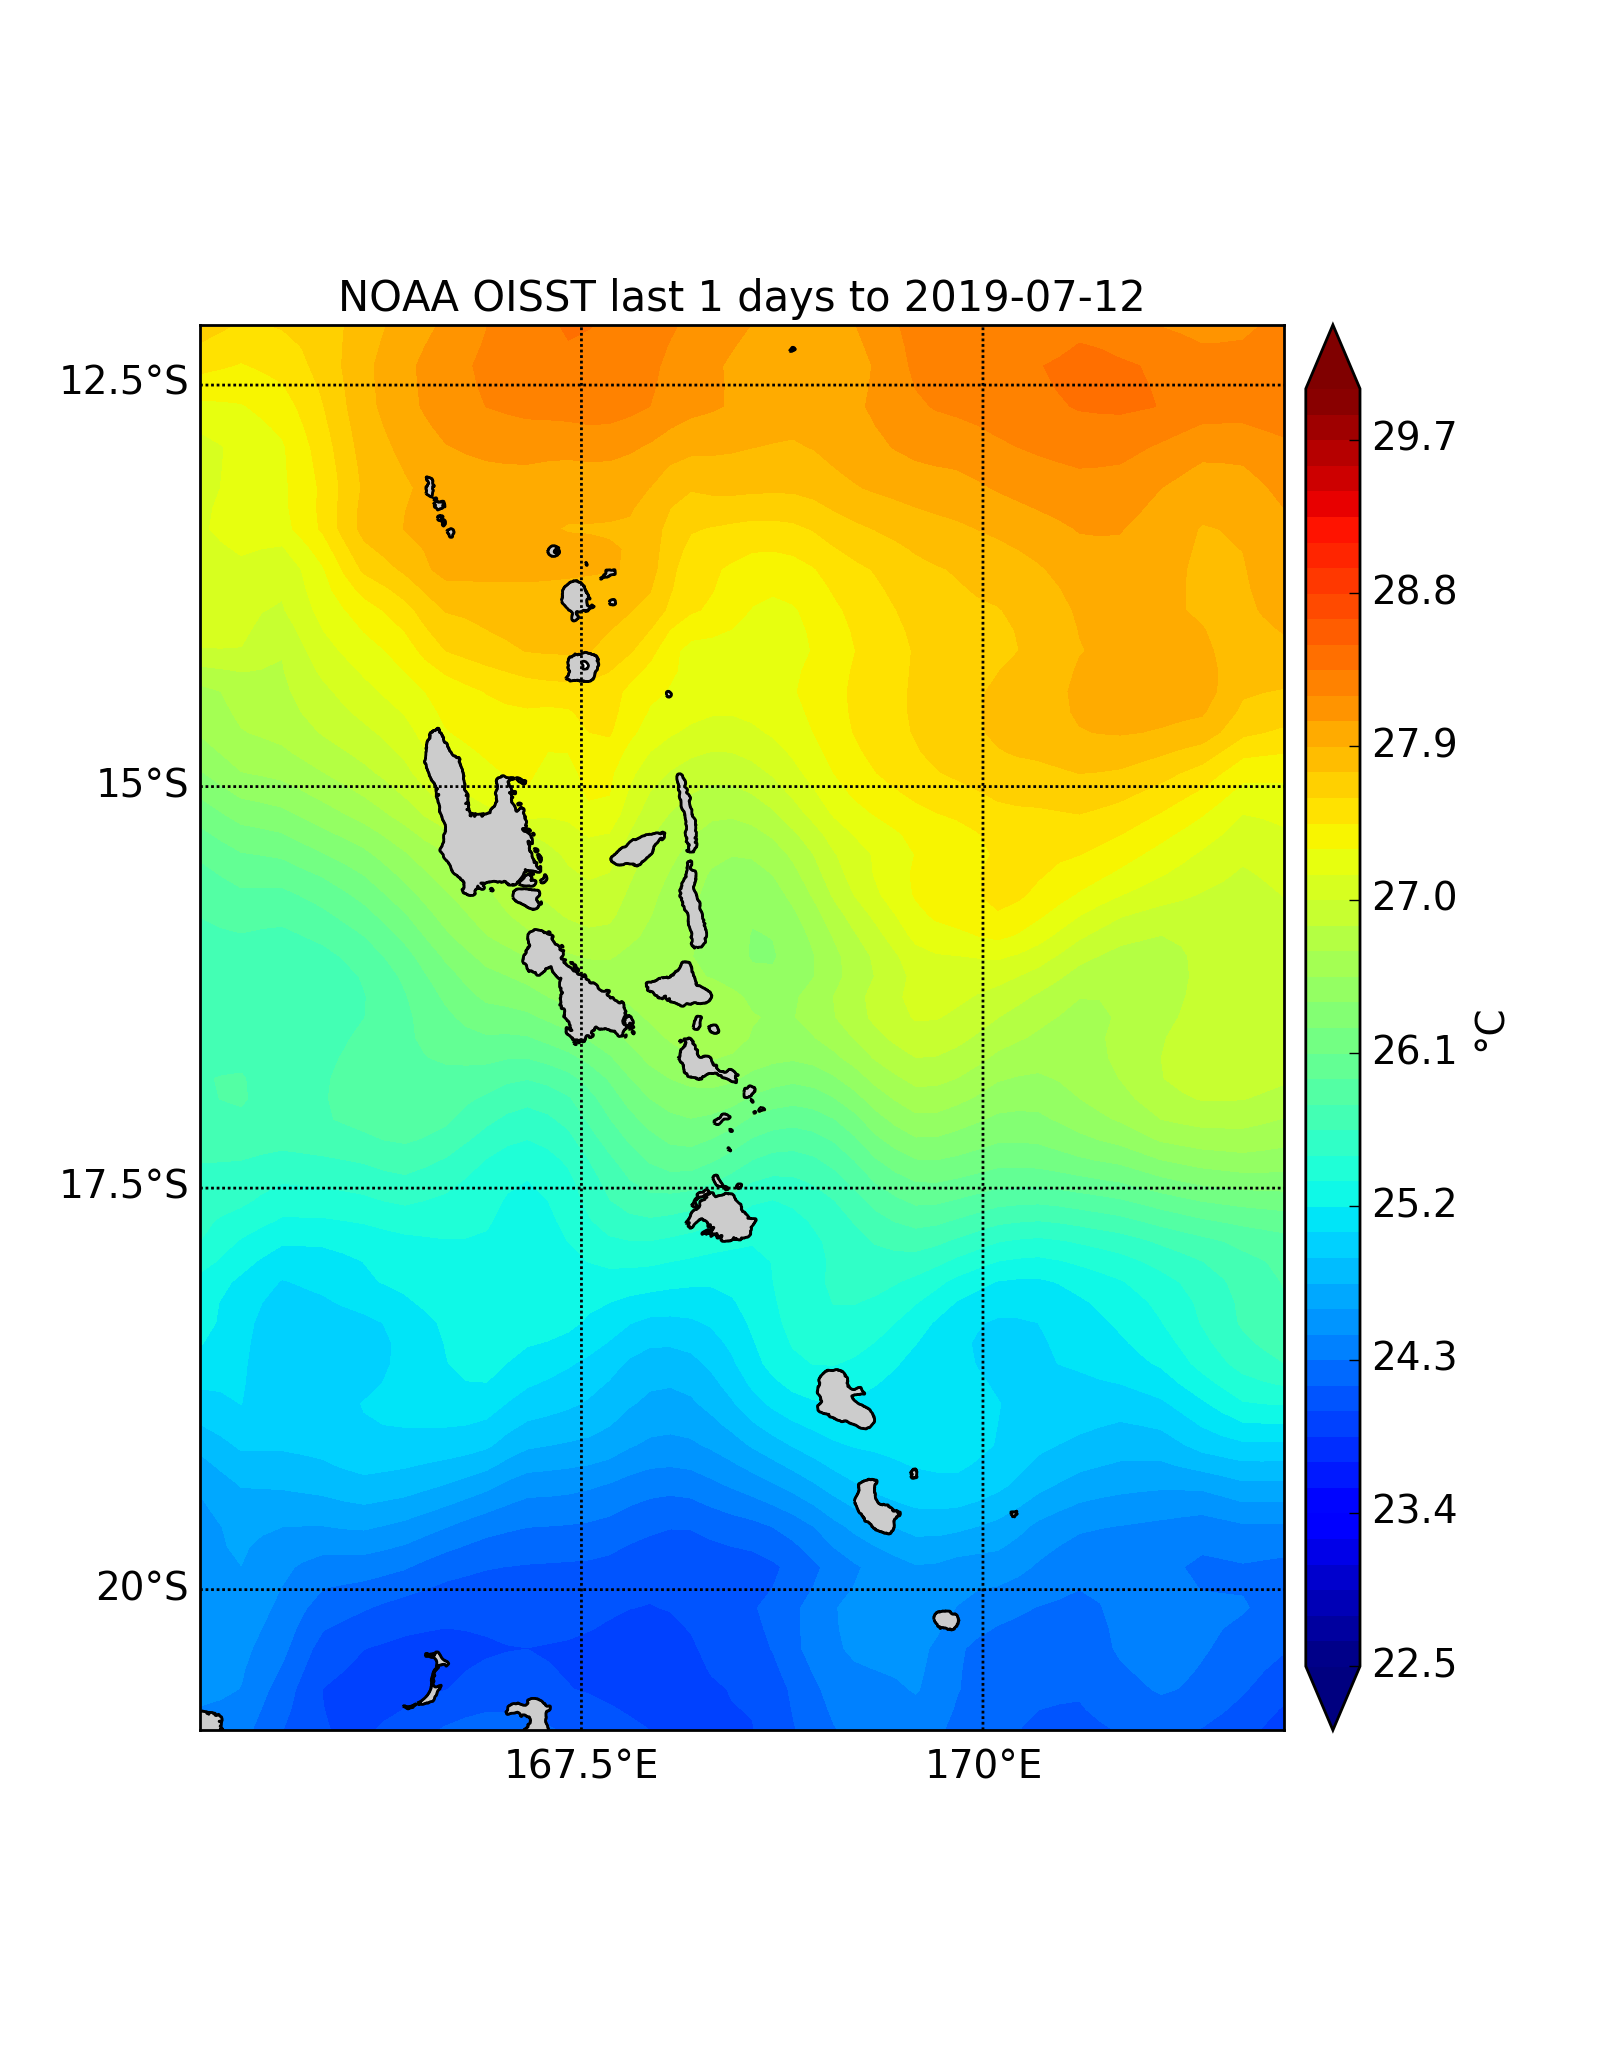 NOAA OISST last 1 days to 2019-07-12
12.5°S
15°S
17.5°S
20°S
167.5°E
170°E
29.7
28.8
27.9
27.0
26.1
25.2
24.3
23.4
22.5
°C